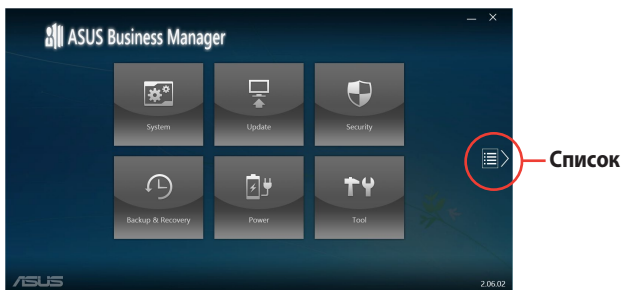 ASUS Business Manager
System
Update
Security
Список
Backup & Recovery
Power
Tool
ASUS
2.06.02